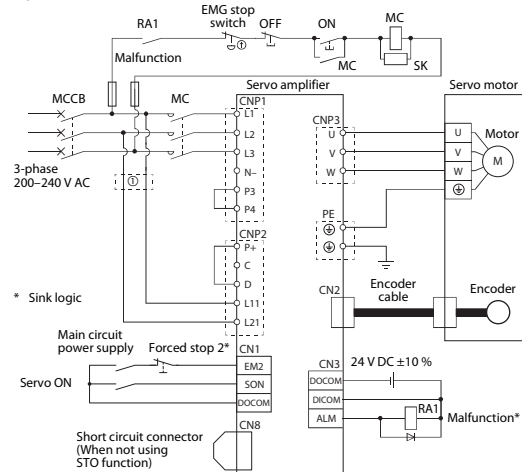 EMG stop
switch
RA1
OFF
ON
MC
Malfunction
①
MC
SK
Servo amplifier
Servo motor
MCCB
MC
CNP1
L1
L2
L3
N−
P3
P4
3-phase
200–240 V AC
①
CNP3
U
V
W
U
V
W
Motor
M
PE
CNP2
P+
C
D
L11
L21
CN2
Encoder
cable
Encoder
* Sink logic
Main circuit
power supply
Forced stop 2*
Servo ON
CN1
EM2
SON
DOCOM
CN3
24 V DC ±10 %
DOCOM
DICOM
ALM
RA1
Malfunction*
CN8
Short circuit connector
(When not using
STO function)